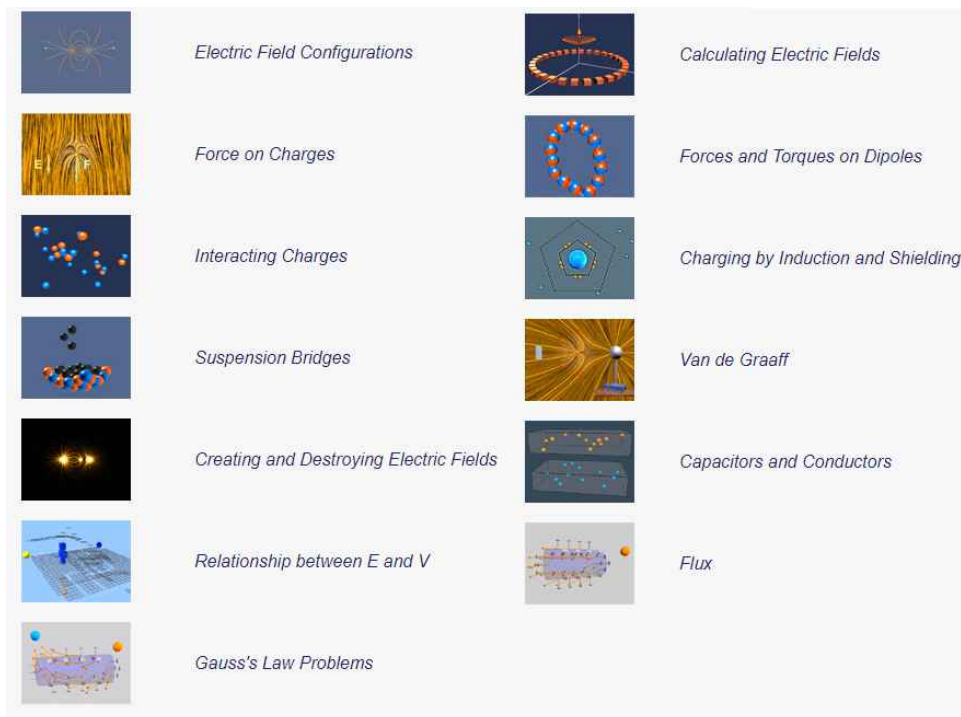 Electric Field Configurations
Calculating Electric Fields
Force on Charges
E
F
Forces and Torques on Dipoles
Interacting Charges
Charging by Induction and Shielding
Suspension Bridges
Van de Graaff
Creating and Destroying Electric Fields
Capacitors and Conductors
Relationship between E and V
Flux
Gauss's Law Problems